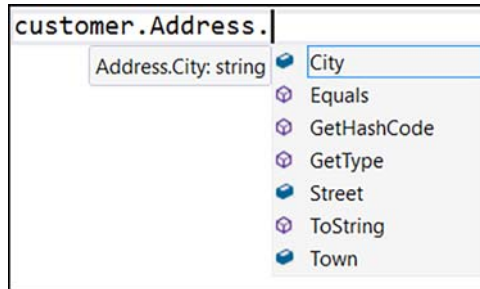 customer.Address.
Address.City: string
City
Equals
GetHashCode
GetType
Street
ToString
Town